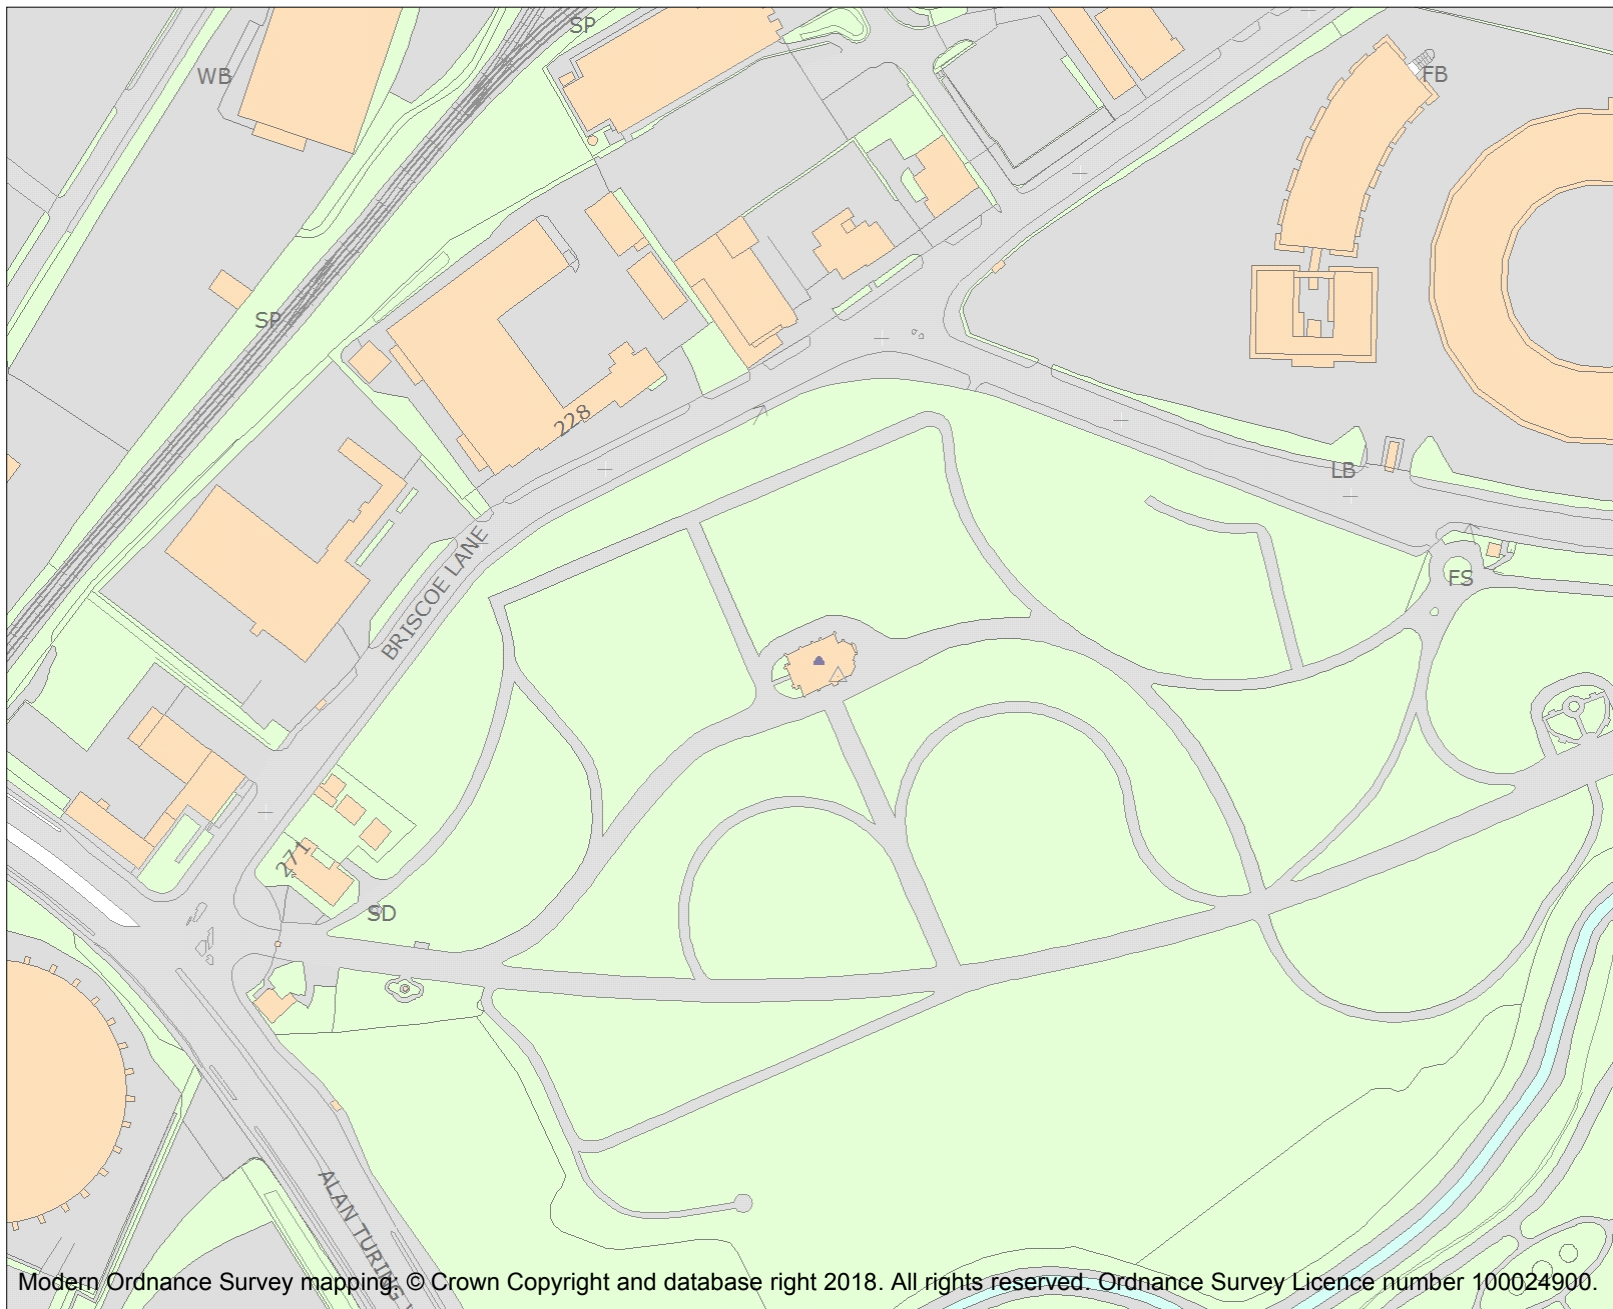 SP
WB
FB
SP
228
LB
BRISCOE LANE
FS
271
SD
ALAN TURING
Modern Ordnance Survey mapping: © Crown Copyright and database right 2018. All rights reserved. Ordnance Survey Licence number 100024900.